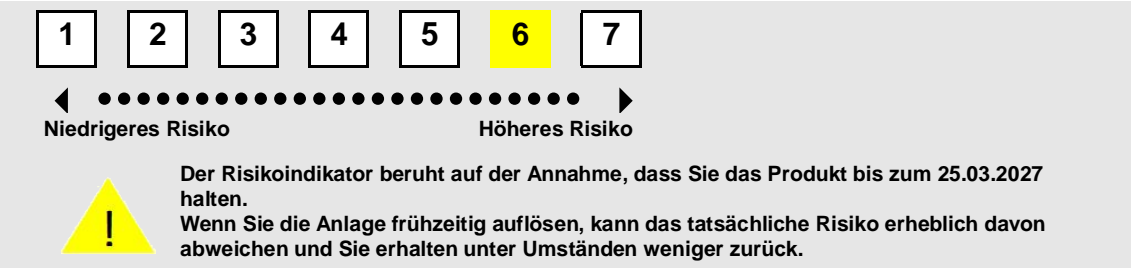 1 2 3 4 5 6 7
Niedrigeres Risiko Höheres Risiko
Der Risikoindikator beruht auf der Annahme, dass Sie das Produkt bis zum 25.03.2027
halten.
Wenn Sie die Anlage frühzeitig auflösen, kann das tatsächliche Risiko erheblich davon
abweichen und Sie erhalten unter Umständen weniger zurück.
!